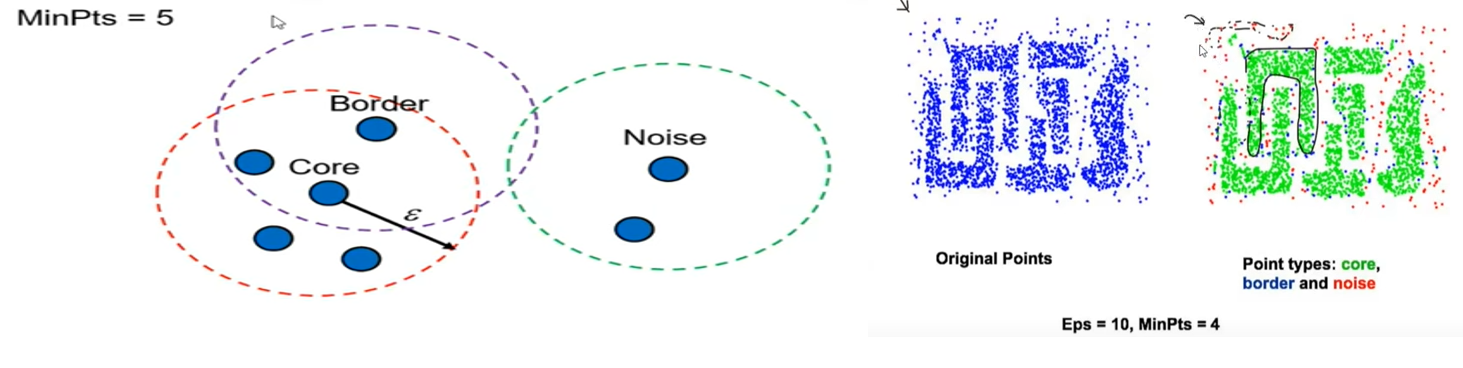 MinPts = 5
Border
Core
ε
Noise
Original Points
Point types: core,
border and noise
Eps = 10, MinPts = 4